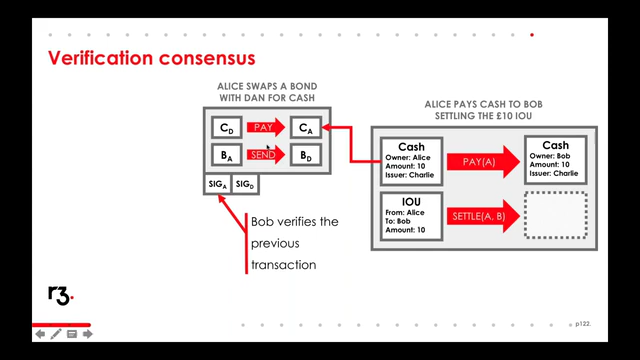 Verification consensus
ALICE SWAPS A BOND
WITH DAN FOR CASH
C_D PAY C_A
B_A SEND B_D
SIG_A SIG_D
Bob verifies the
previous
transaction
ALICE PAYS CASH TO BOB
SETTLING THE £10 IOU
Cash
Owner: Alice
Amount: 10
Issuer: Charlie
PAY(A)
Cash
Owner: Bob
Amount: 10
Issuer: Charlie
IOU
From: Alice
To: Bob
Amount: 10
SETTLE(A, B)
r3.
p122.